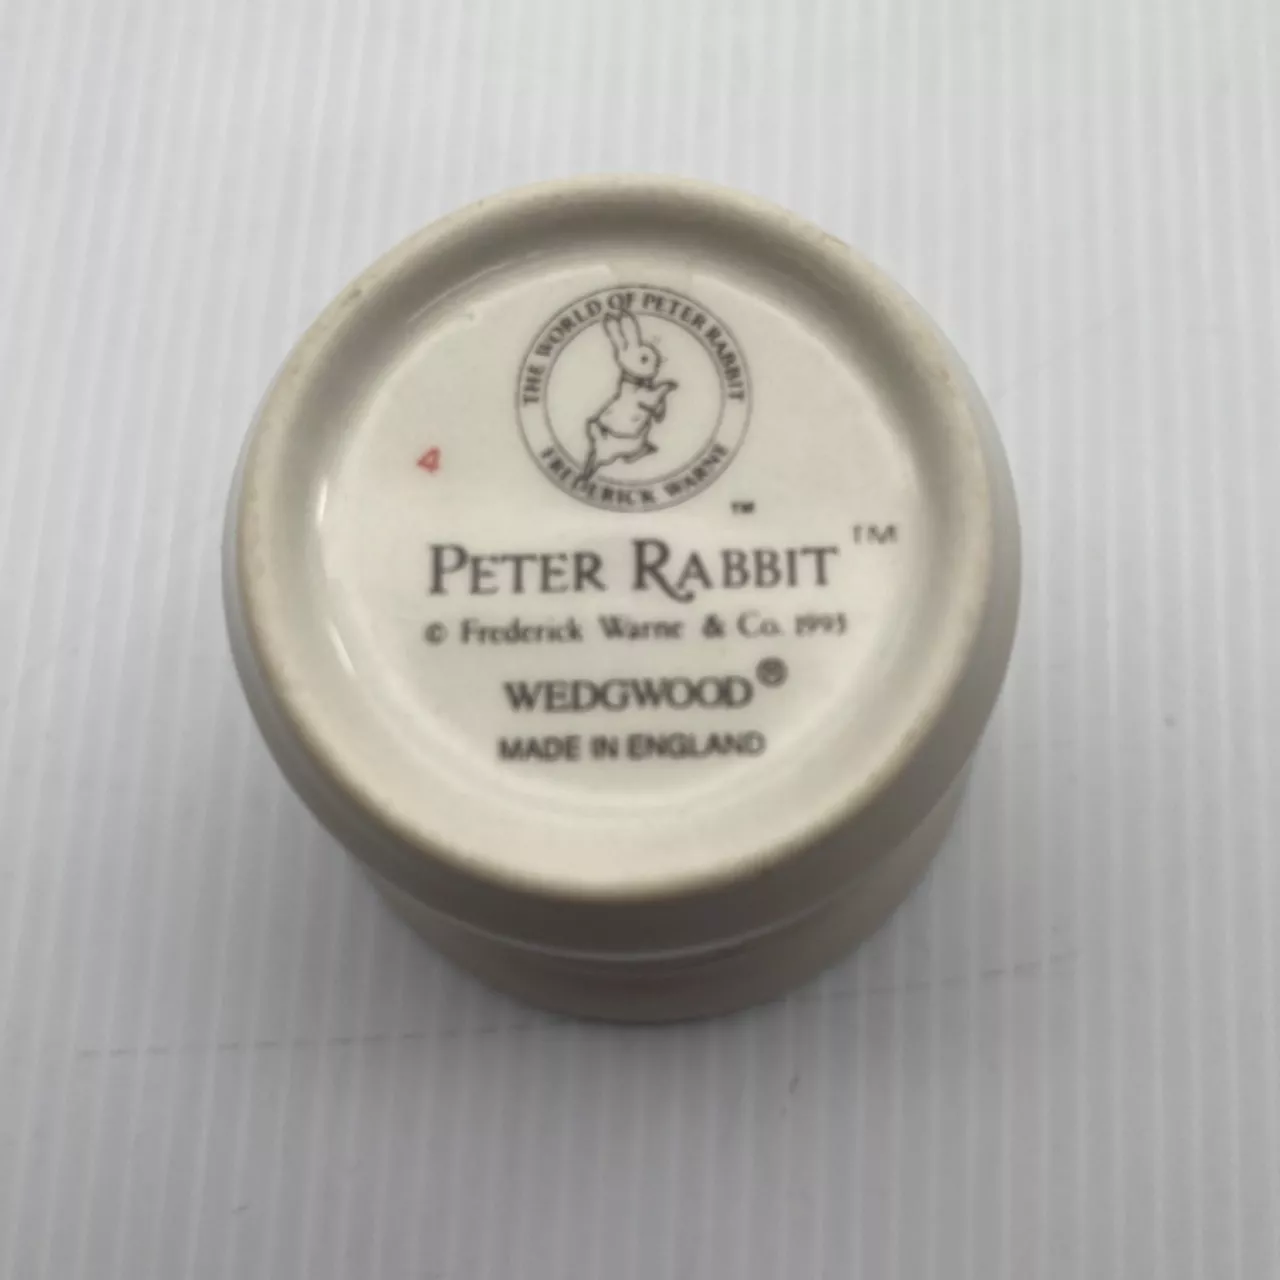 THE WORLD OF PETER RABBIT
FREDERICK WARNE
TM
4
PETER RABBIT TM
© Frederick Warne & Co. 1993
WEDGWOOD®
MADE IN ENGLAND